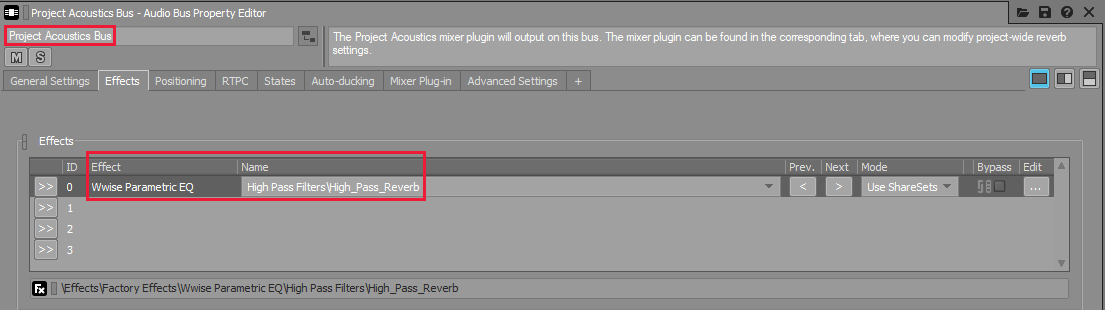 Project Acoustics Bus - Audio Bus Property Editor
Project Acoustics Bus
The Project Acoustics mixer plugin will output on this bus. The mixer plugin can be found in the corresponding tab, where you can modify project-wide reverb
settings.
M S
General Settings Effects Positioning RTPC States Auto-ducking Mixer Plug-in Advanced Settings +
Effects
ID Effect Name Prev. Next Mode Bypass Edit
>> 0 Wwise Parametric EQ High Pass Filters\High_Pass_Reverb < > Use ShareSets ...
>> 1
>> 2
>> 3
Fx \Effects\Factory Effects\Wwise Parametric EQ\High Pass Filters\High_Pass_Reverb